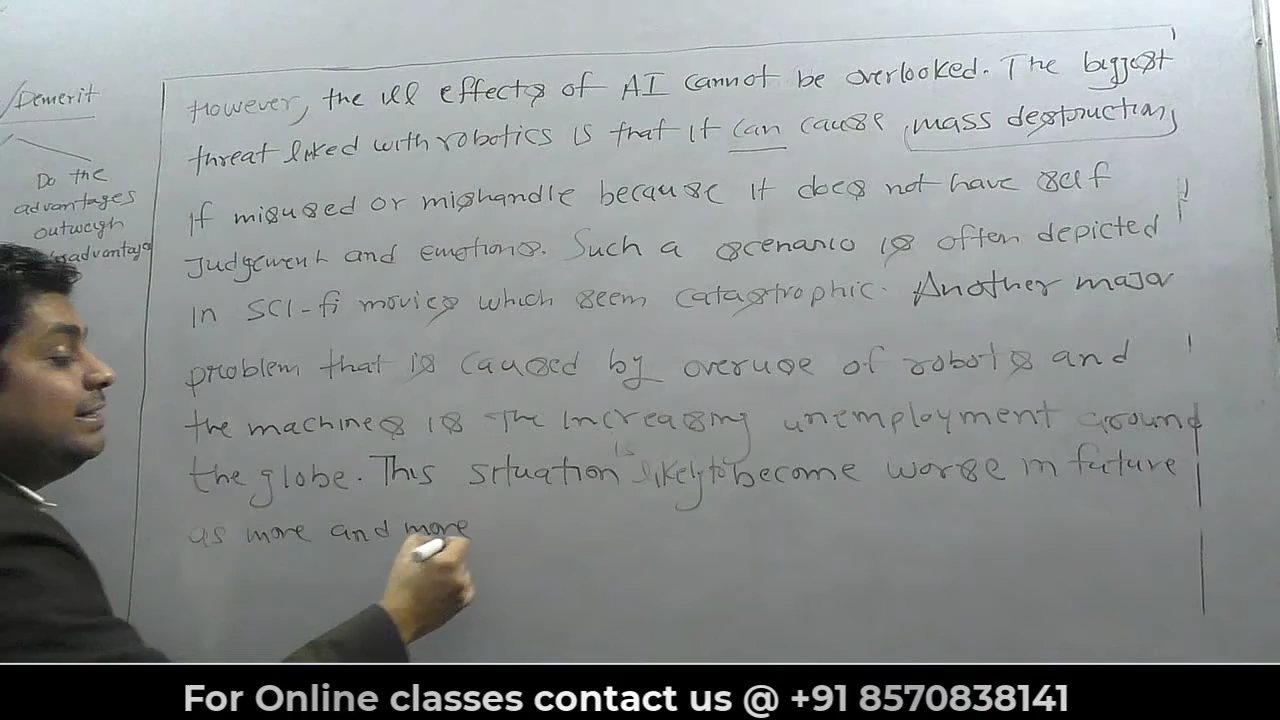 Demerit
Do the
advantages
outweigh
disadvantage
However, the ill effects of AI cannot be overlooked. The biggest
threat liked with robotics is that it can cause mass destruction,
if misused or mishandle because it does not have self
judgement and emotions. Such a scenario is often depicted
in sci-fi movies which seem catastrophic. Another major
problem that is caused by overuse of robots and
the machines is the increasing unemployment around
the globe. This situation is likely to become worse in future
as more and more
For Online classes contact us @ +91 8570838141